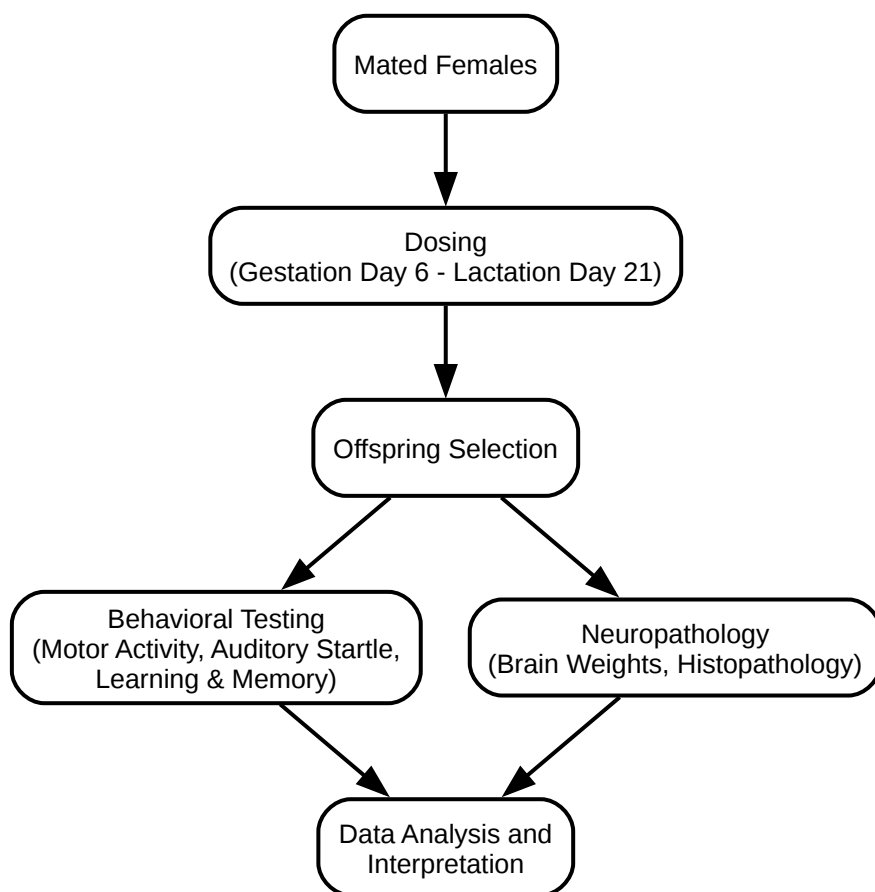 Mated Females
Dosing
(Gestation Day 6 - Lactation Day 21)
Offspring Selection
Behavioral Testing
(Motor Activity, Auditory Startle,
Learning & Memory)
Neuropathology
(Brain Weights, Histopathology)
Data Analysis and
Interpretation